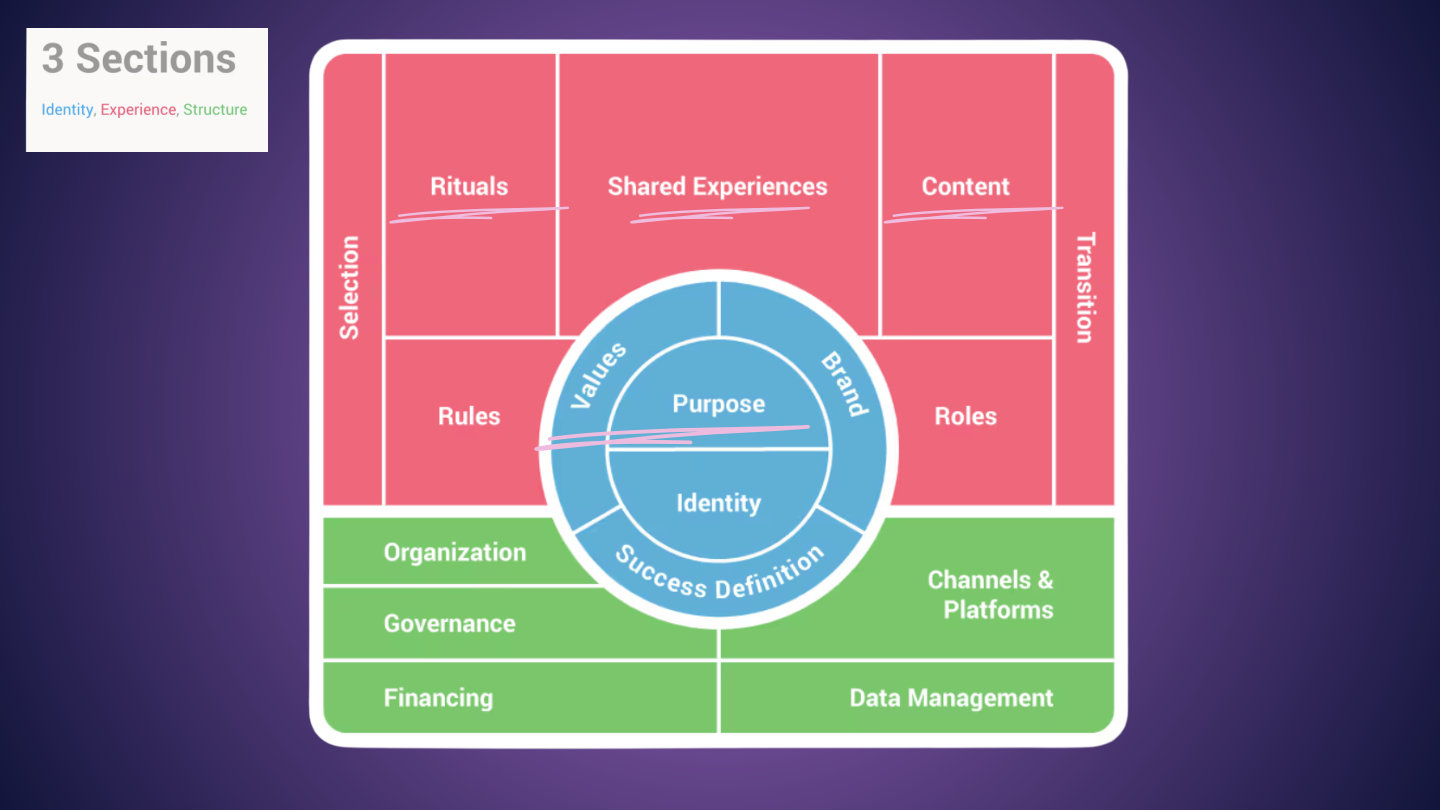 3 Sections
Identity, Experience, Structure
Selection
Rituals
Shared Experiences
Content
Transition
Rules
Values
Brand
Purpose
Identity
Success Definition
Roles
Organization
Governance
Financing
Channels &
Platforms
Data Management